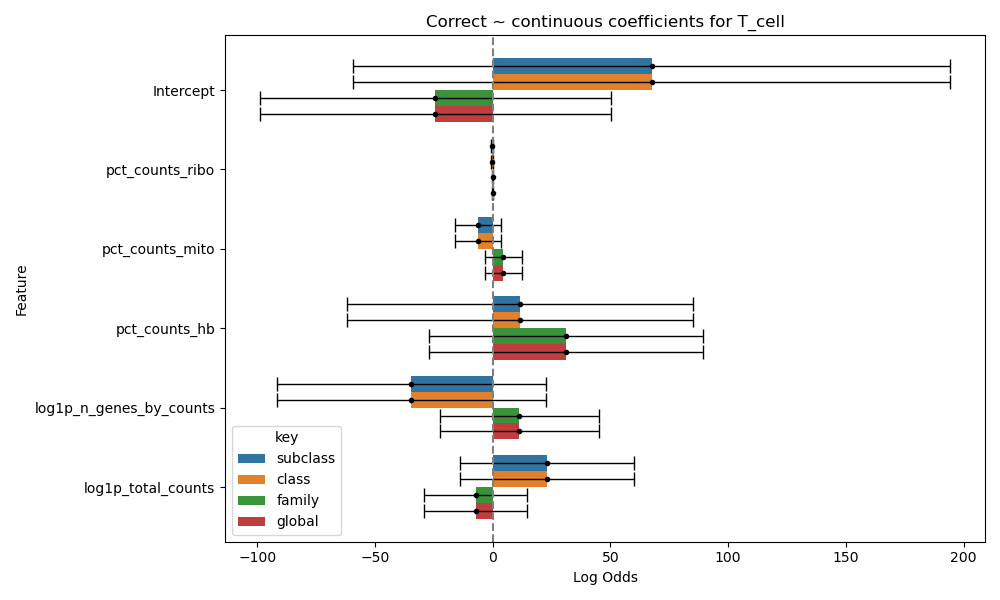 Correct ~ continuous coefficients for T_cell
Feature
Intercept
pct_counts_ribo
pct_counts_mito
pct_counts_hb
log1p_n_genes_by_counts
log1p_total_counts
key
subclass
class
family
global
−100
−50
0
50
100
150
200
Log Odds